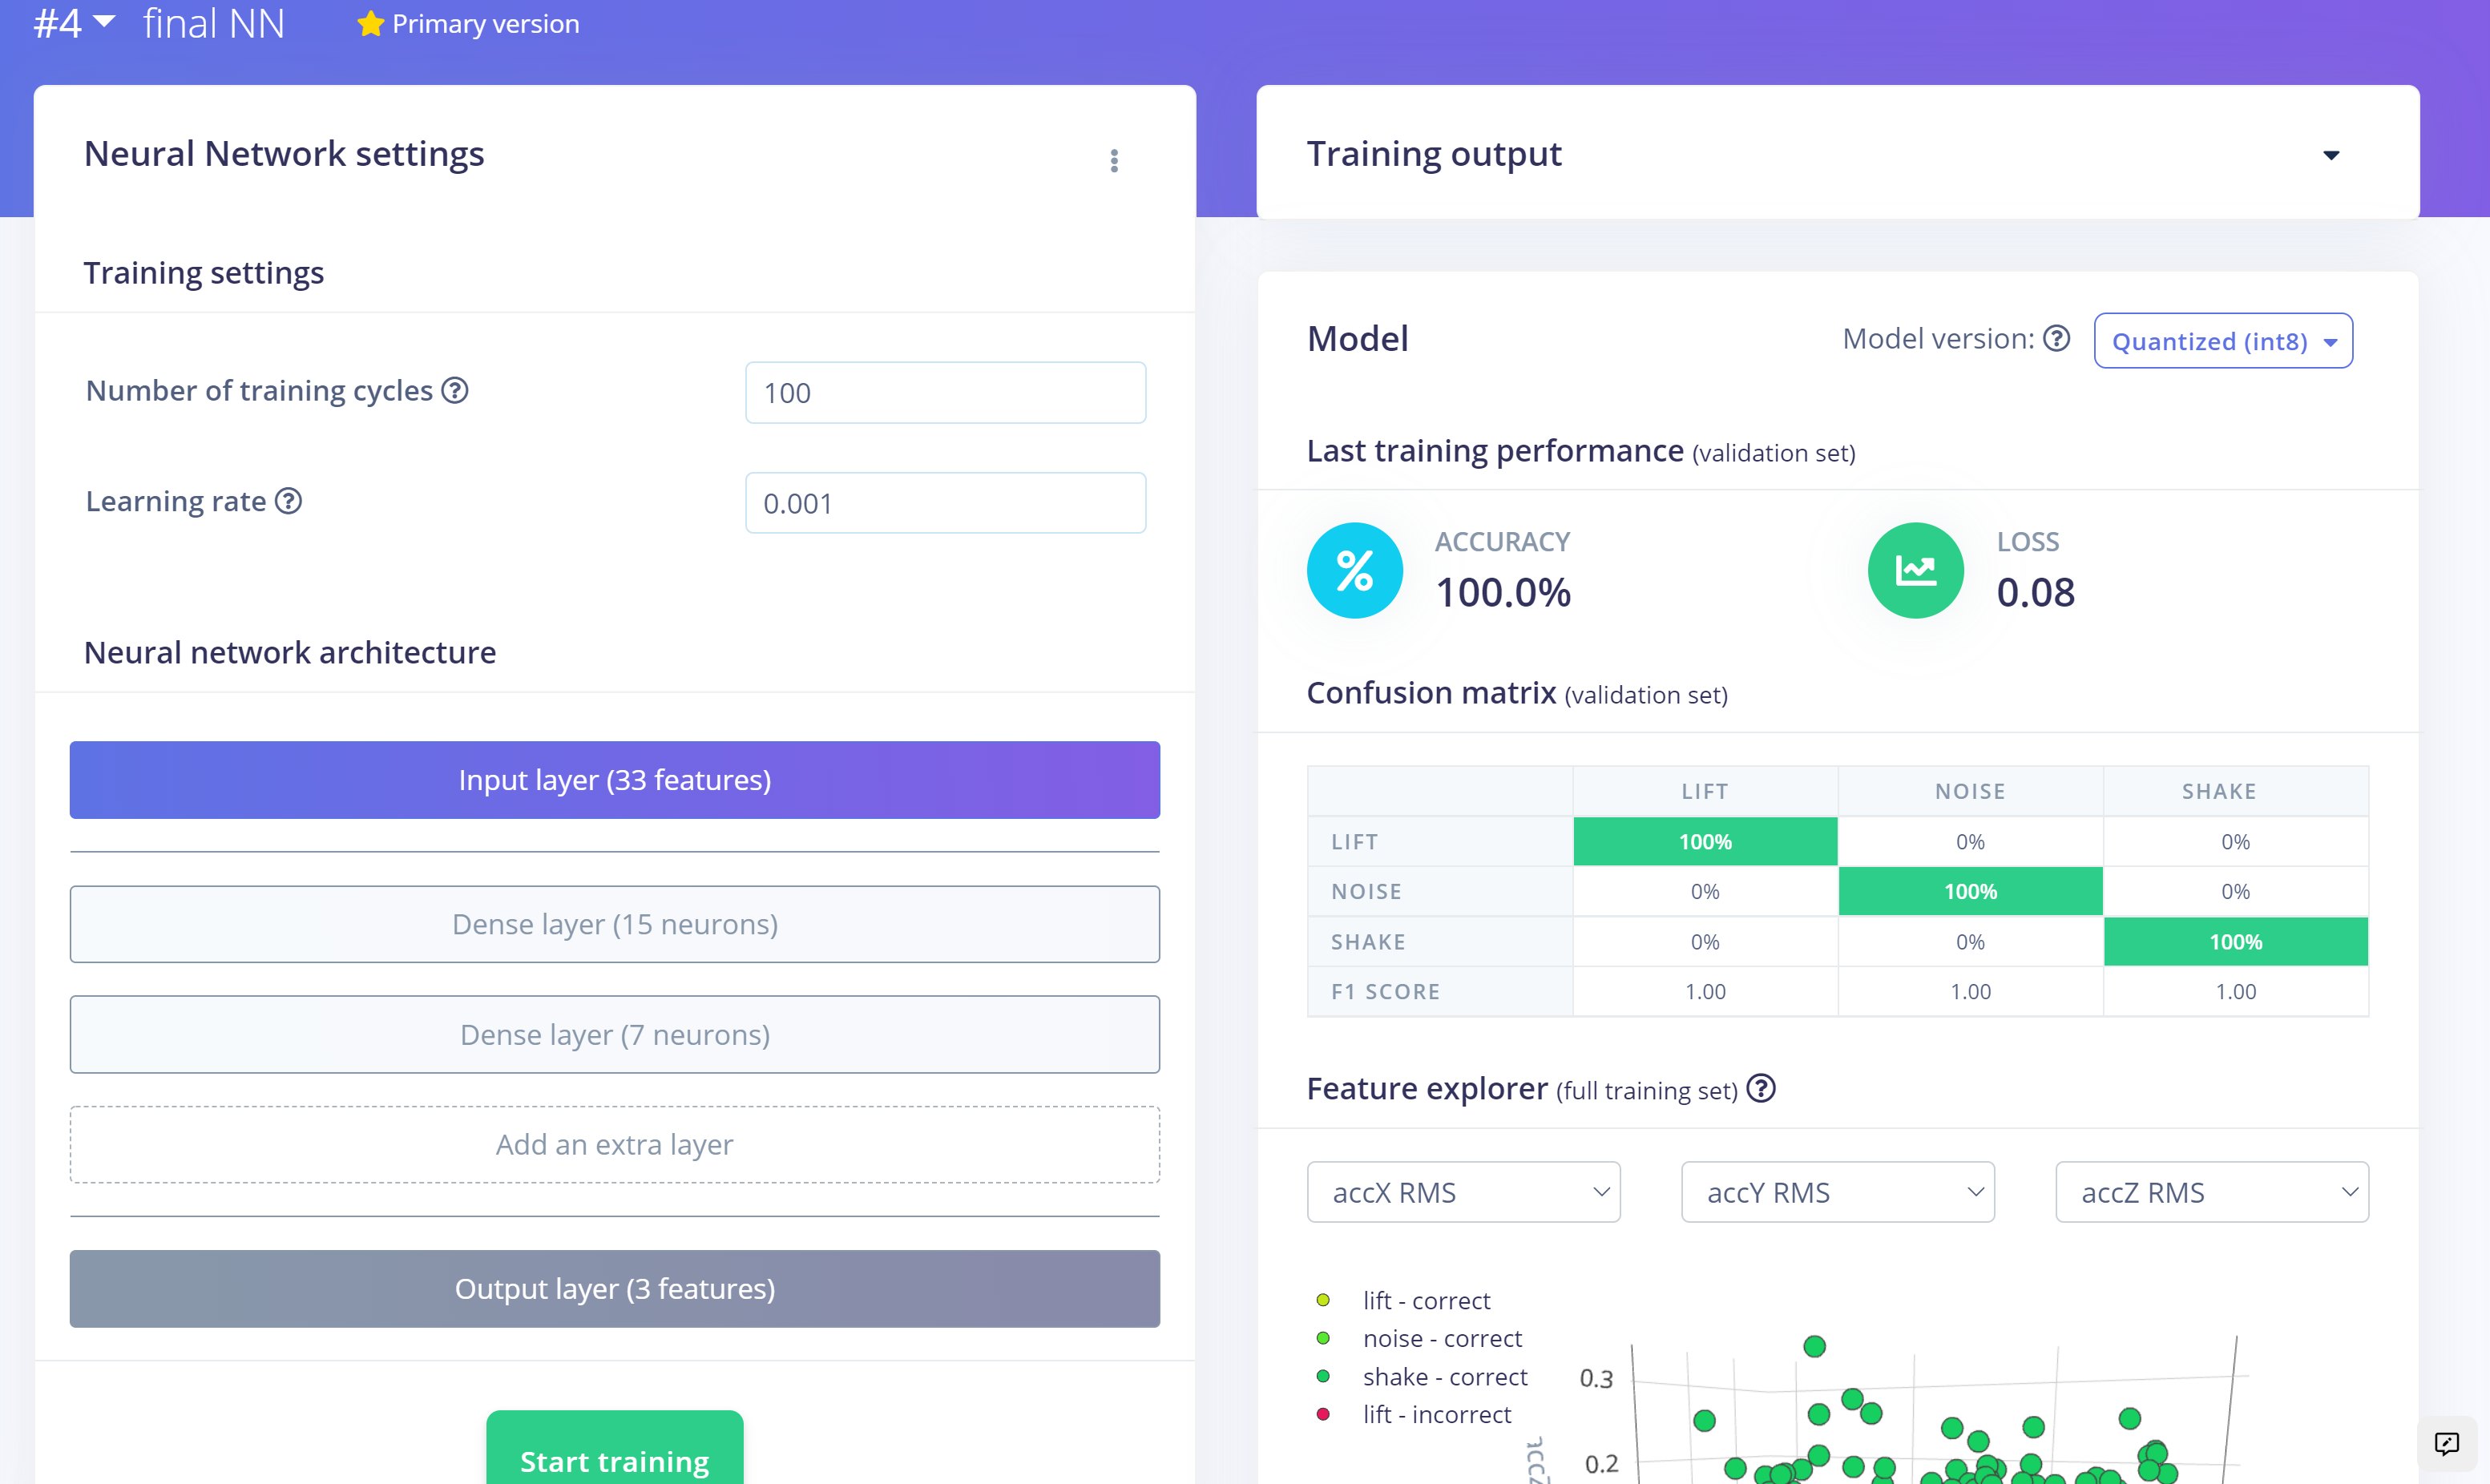 #4 final NN Primary version
Neural Network settings
Training settings
Number of training cycles
100
Learning rate
0.001
Neural network architecture
Input layer (33 features)
Dense layer (15 neurons)
Dense layer (7 neurons)
Add an extra layer
Output layer (3 features)
Start training
Training output
Model
Model version: Quantized (int8)
Last training performance (validation set)
% ACCURACY
100.0%
LOSS
0.08
Confusion matrix (validation set)
LIFT NOISE SHAKE
LIFT 100% 0% 0%
NOISE 0% 100% 0%
SHAKE 0% 0% 100%
F1 SCORE 1.00 1.00 1.00
Feature explorer (full training set)
accX RMS accY RMS accZ RMS
lift - correct
noise - correct
shake - correct
lift - incorrect
0.3
0.2